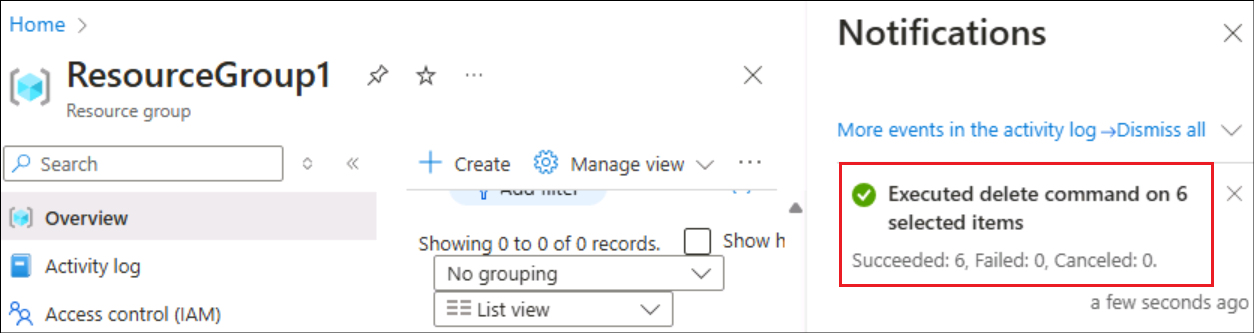 Home
ResourceGroup1
Resource group
Search
Overview
Activity log
Access control (IAM)
Create Manage view
Add filter
Showing 0 to 0 of 0 records. Show h
No grouping
List view
Notifications
More events in the activity log → Dismiss all
Executed delete command on 6
selected items
Succeeded: 6, Failed: 0, Canceled: 0.
a few seconds ago